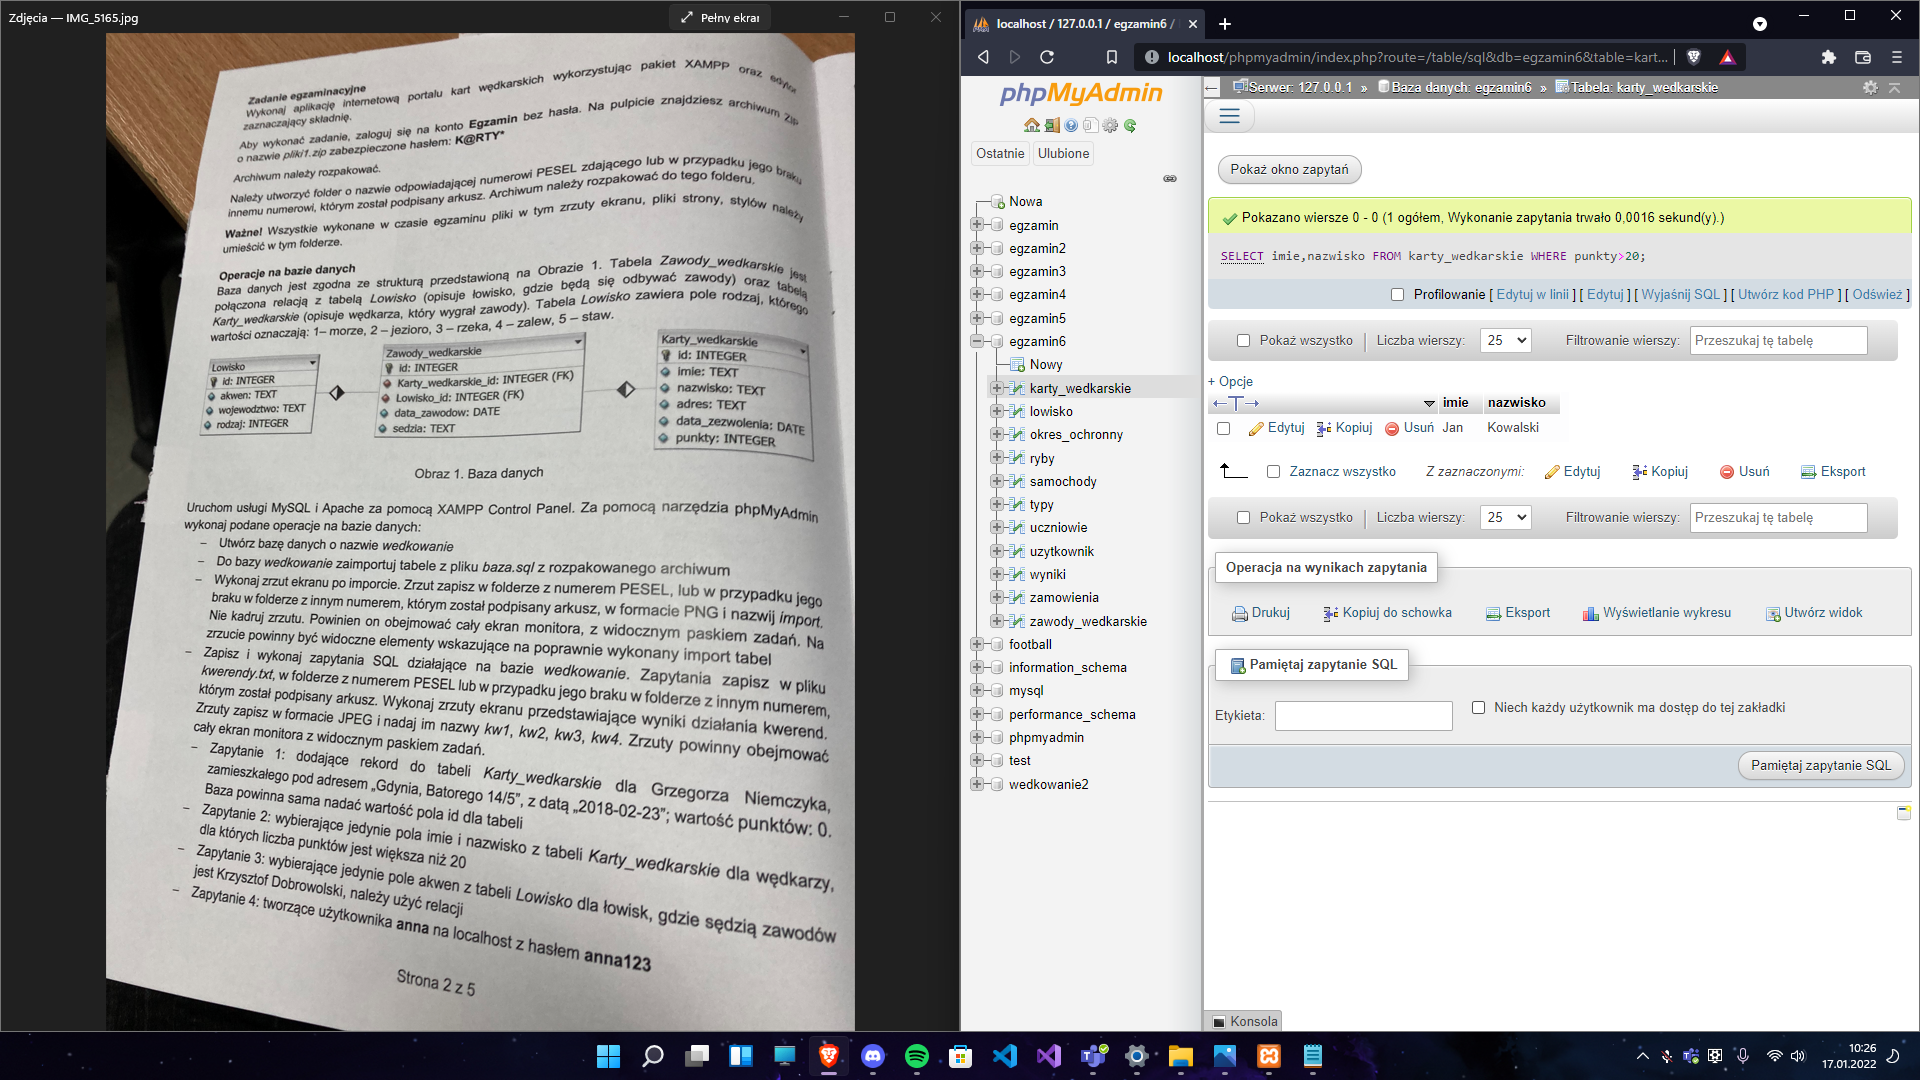 Zdjęcia — IMG_5165.jpg
Pełny ekran
Zadanie egzaminacyjne
Wykonaj aplikację internetową portalu kart wędkarskich wykorzystując pakiet XAMPP oraz edytor
zaznaczający składnię.
Aby wykonać zadanie, zaloguj się na konto Egzamin bez hasła. Na pulpicie znajdziesz archiwum ZIP
o nazwie pliki1.zip zabezpieczone hasłem: K@RTY*
Archiwum należy rozpakować.
Należy utworzyć folder o nazwie odpowiadającej numerowi PESEL zdającego lub w przypadku jego braku
innemu numerowi, którym został podpisany arkusz. Archiwum należy rozpakować do tego folderu.
Ważne! Wszystkie wykonane w czasie egzaminu pliki w tym zrzuty ekranu, pliki strony, stylów należy
umieścić w tym folderze.
Operacje na bazie danych
Baza danych jest zgodna ze strukturą przedstawioną na Obrazie 1. Tabela Zawody_wedkarskie jest
połączona relacją z tabelą Lowisko (opisuje łowisko, gdzie będą się odbywać zawody) oraz tabelą
Karty_wedkarskie (opisuje wędkarza, który wygrał zawody). Tabela Lowisko zawiera pole rodzaj, którego
wartości oznaczają: 1– morze, 2 – jezioro, 3 – rzeka, 4 – zalew, 5 – staw.
Lowisko
id: INTEGER
akwen: TEXT
wojewodztwo: TEXT
rodzaj: INTEGER
Zawody_wedkarskie
id: INTEGER
Karty_wedkarskie_id: INTEGER (FK)
Lowisko_id: INTEGER (FK)
data_zawodow: DATE
sedzia: TEXT
Karty_wedkarskie
id: INTEGER
imie: TEXT
nazwisko: TEXT
adres: TEXT
data_zezwolenia: DATE
punkty: INTEGER
Obraz 1. Baza danych
Uruchom usługi MySQL i Apache za pomocą XAMPP Control Panel. Za pomocą narzędzia phpMyAdmin
wykonaj podane operacje na bazie danych:
– Utwórz bazę danych o nazwie wedkowanie
– Do bazy wedkowanie zaimportuj tabele z pliku baza.sql z rozpakowanego archiwum
– Wykonaj zrzut ekranu po imporcie. Zrzut zapisz w folderze z numerem PESEL, lub w przypadku jego
braku w folderze z innym numerem, którym został podpisany arkusz, w formacie PNG i nazwij import.
Nie kadruj zrzutu. Powinien on obejmować cały ekran monitora, z widocznym paskiem zadań. Na
zrzucie powinny być widoczne elementy wskazujące na poprawnie wykonany import tabel
– Zapisz i wykonaj zapytania SQL działające na bazie wedkowanie. Zapytania zapisz w pliku
kwerendy.txt, w folderze z numerem PESEL lub w przypadku jego braku w folderze z innym numerem,
którym został podpisany arkusz. Wykonaj zrzuty ekranu przedstawiające wyniki działania kwerend.
Zrzuty zapisz w formacie JPEG i nadaj im nazwy kw1, kw2, kw3, kw4. Zrzuty powinny obejmować
cały ekran monitora z widocznym paskiem zadań.
– Zapytanie 1: dodające rekord do tabeli Karty_wedkarskie dla Grzegorza Niemczyka,
zamieszkałego pod adresem „Gdynia, Batorego 14/5”, z datą „2018-02-23”; wartość punktów: 0.
Baza powinna sama nadać wartość pola id dla tabeli
– Zapytanie 2: wybierające jedynie pola imie i nazwisko z tabeli Karty_wedkarskie dla wędkarzy,
dla których liczba punktów jest większa niż 20
– Zapytanie 3: wybierające jedynie pole akwen z tabeli Lowisko dla łowisk, gdzie sędzią zawodów
jest Krzysztof Dobrowolski, należy użyć relacji
– Zapytanie 4: tworzące użytkownika anna na localhost z hasłem anna123
Strona 2 z 5
localhost / 127.0.0.1 / egzamin6 /
localhost/phpmyadmin/index.php?route=/table/sql&db=egzamin6&table=kart...
phpMyAdmin
Ostatnie
Ulubione
Nowa
egzamin
egzamin2
egzamin3
egzamin4
egzamin5
egzamin6
Nowy
karty_wedkarskie
lowisko
okres_ochronny
ryby
samochody
typy
uczniowie
uzytkownik
wyniki
zamowienia
zawody_wedkarskie
football
information_schema
mysql
performance_schema
phpmyadmin
test
wedkowanie2
Serwer: 127.0.0.1 » Baza danych: egzamin6 » Tabela: karty_wedkarskie
Pokaż okno zapytań
Pokazano wiersze 0 - 0 (1 ogółem, Wykonanie zapytania trwało 0,0016 sekund(y).)
SELECT imie,nazwisko FROM karty_wedkarskie WHERE punkty>20;
Profilowanie [ Edytuj w linii ] [ Edytuj ] [ Wyjaśnij SQL ] [ Utwórz kod PHP ] [ Odśwież ]
Pokaż wszystko | Liczba wierszy: 25 Filtrowanie wierszy: Przeszukaj tę tabelę
+ Opcje
←T→ imie nazwisko
Edytuj Kopiuj Usuń Jan Kowalski
Zaznacz wszystko Z zaznaczonymi: Edytuj Kopiuj Usuń Eksport
Pokaż wszystko | Liczba wierszy: 25 Filtrowanie wierszy: Przeszukaj tę tabelę
Operacja na wynikach zapytania
Drukuj Kopiuj do schowka Eksport Wyświetlanie wykresu Utwórz widok
Pamiętaj zapytanie SQL
Etykieta: Niech każdy użytkownik ma dostęp do tej zakładki
Pamiętaj zapytanie SQL
Konsola
10:26
17.01.2022